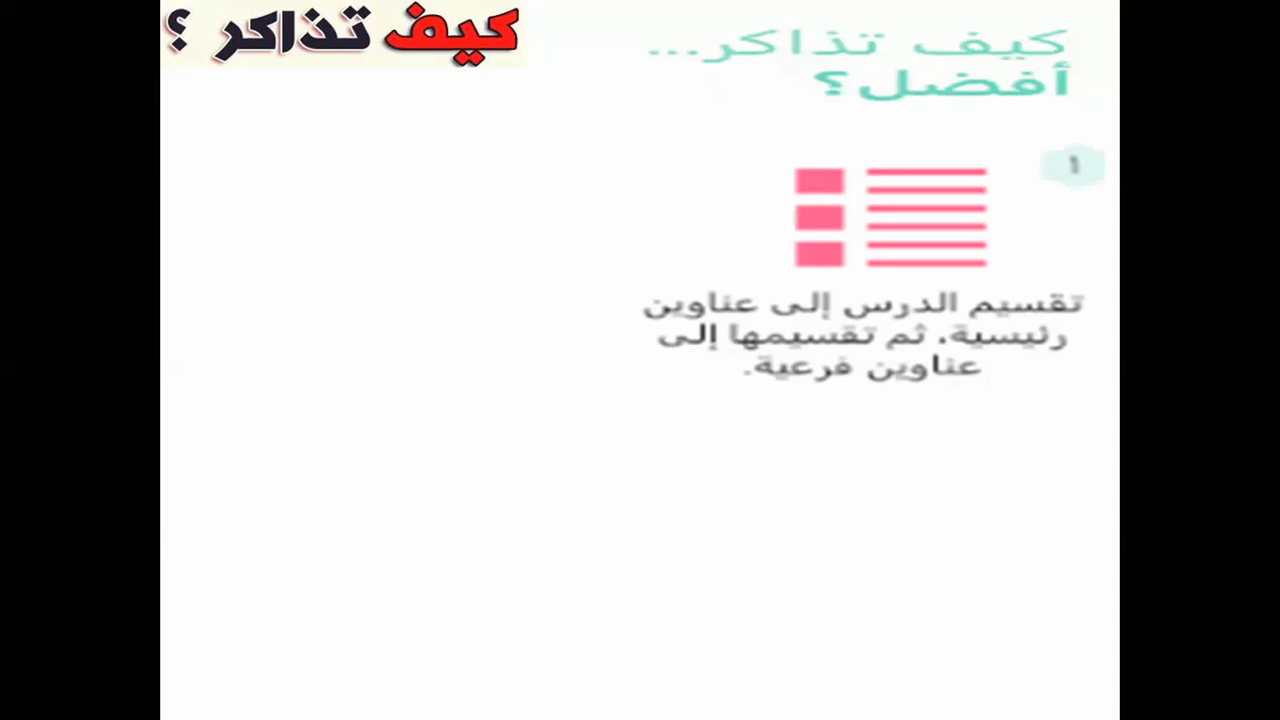 كيف تذاكر ؟
كيف تذاكر...
أفضل؟
١
تقسيم الدرس إلى عناوين
رئيسية، ثم تقسيمها إلى
عناوين فرعية.